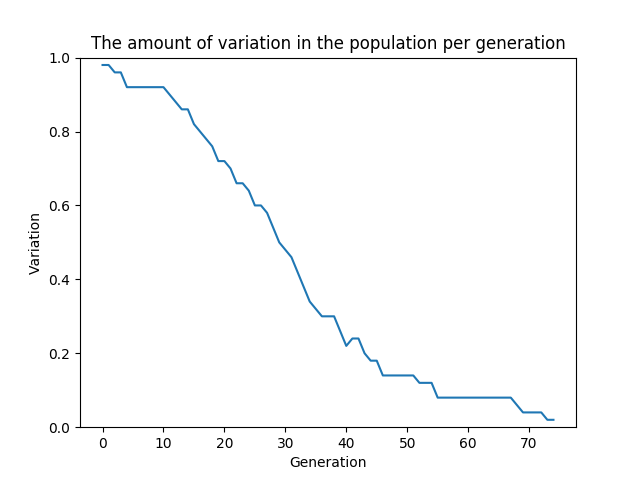 The amount of variation in the population per generation
1.0
0.8
0.6
0.4
0.2
0.0
Variation
0 10 20 30 40 50 60 70
Generation